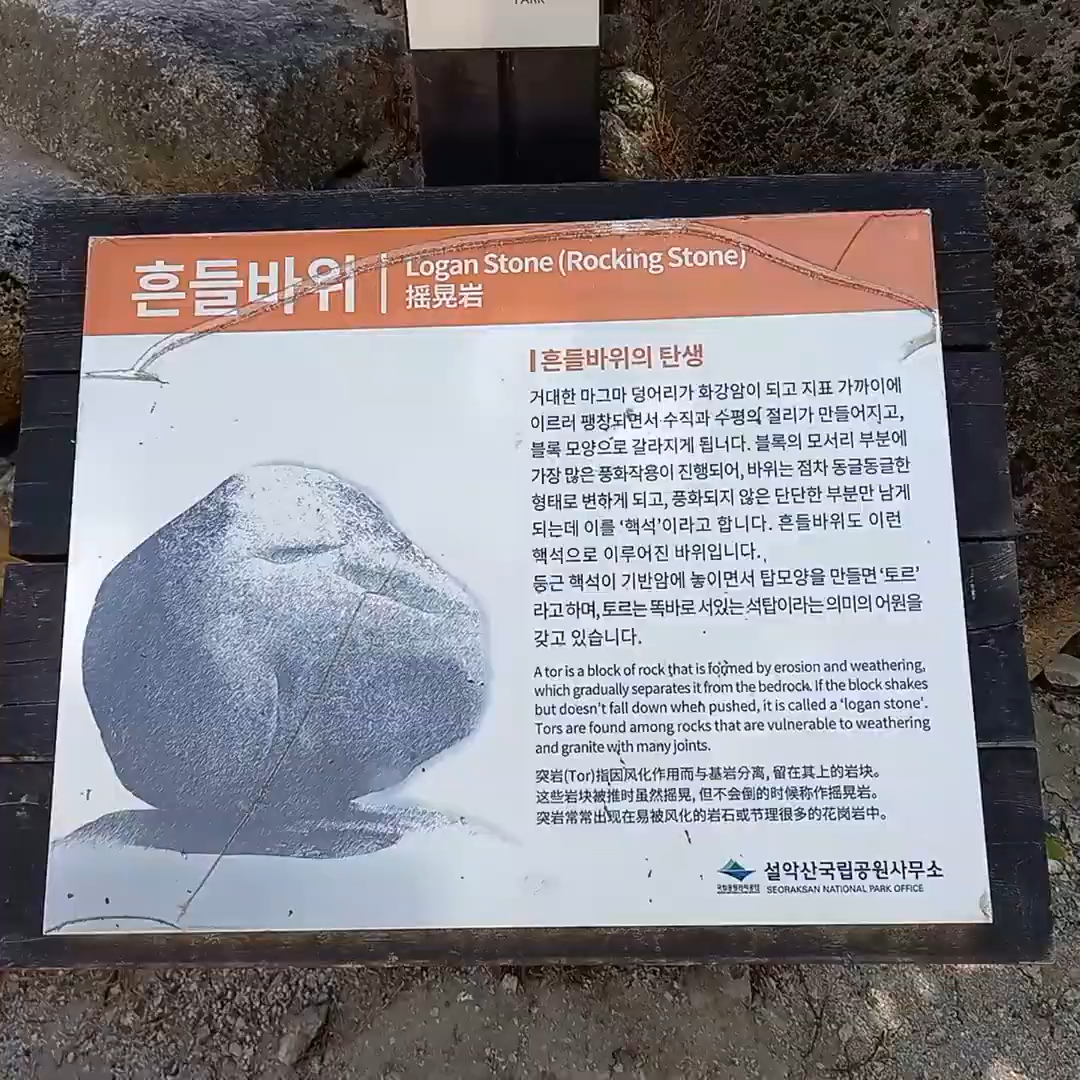 PARK
흔들바위
Logan Stone (Rocking Stone)
摇晃岩
흔들바위의 탄생
거대한 마그마 덩어리가 화강암이 되고 지표 가까이에
이르러 팽창되면서 수직과 수평의 절리가 만들어지고,
블록 모양으로 갈라지게 됩니다. 블록의 모서리 부분에
가장 많은 풍화작용이 진행되어, 바위는 점차 동글동글한
형태로 변하게 되고, 풍화되지 않은 단단한 부분만 남게
되는데 이를 ‘핵석’이라고 합니다. 흔들바위도 이런
핵석으로 이루어진 바위입니다.
둥근 핵석이 기반암에 놓이면서 탑모양을 만들면 ‘토르’
라고 하며, 토르는 똑바로 서있는 석탑이라는 의미의 어원을
갖고 있습니다.
A tor is a block of rock that is formed by erosion and weathering,
which gradually separates it from the bedrock. If the block shakes
but doesn't fall down when pushed, it is called a 'logan stone'.
Tors are found among rocks that are vulnerable to weathering
and granite with many joints.
突岩(Tor)指因风化作用而与基岩分离, 留在其上的岩块。
这些岩块被推时虽然摇晃, 但不会倒的时候称作摇晃岩。
突岩常常出现在易被风化的岩石或节理很多的花岗岩中。
국립공원관리공단
설악산국립공원사무소
SEORAKSAN NATIONAL PARK OFFICE